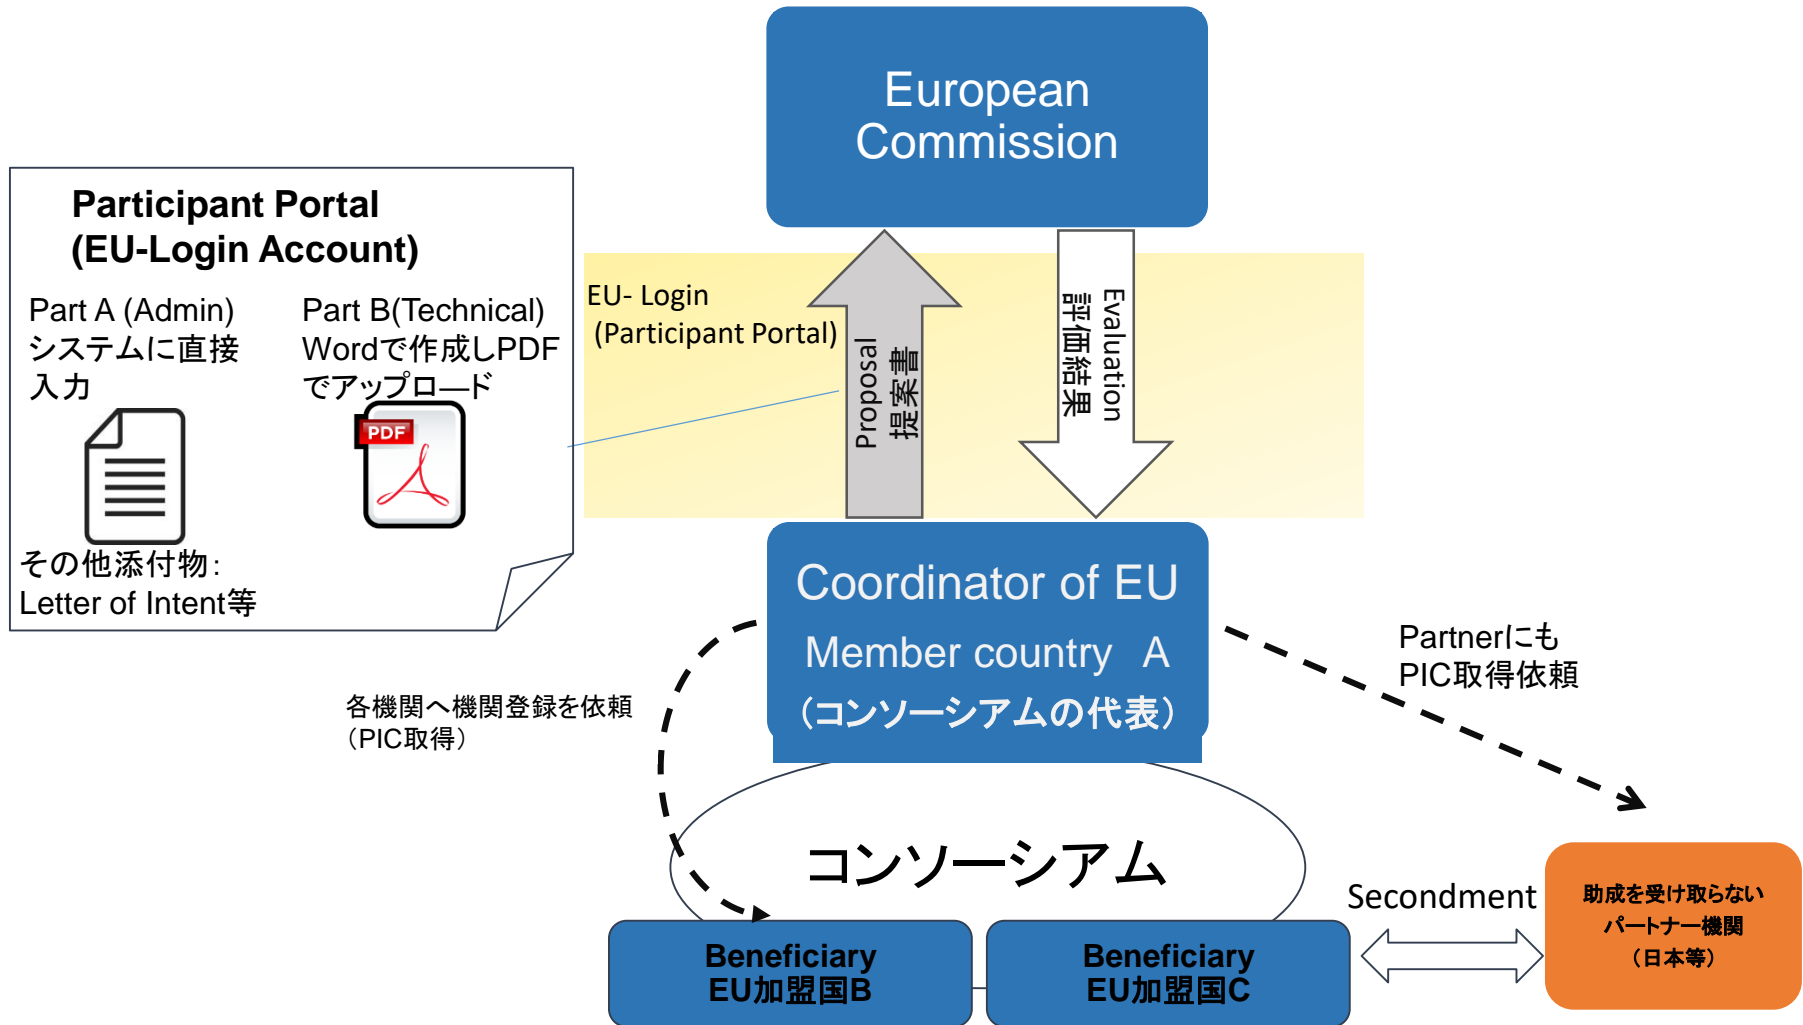 European
Commission
Participant Portal
(EU-Login Account)
Part A (Admin)
システムに直接
入力
Part B(Technical)
Wordで作成しPDF
でアップロード
PDF
その他添付物:
Letter of Intent等
EU- Login
(Participant Portal)
Proposal
提案書
Evaluation
評価結果
Coordinator of EU
Member country A
(コンソーシアムの代表)
各機関へ機関登録を依頼
(PIC取得)
Partnerにも
PIC取得依頼
コンソーシアム
Beneficiary
EU加盟国B
Beneficiary
EU加盟国C
Secondment
助成を受け取らない
パートナー機関
(日本等)